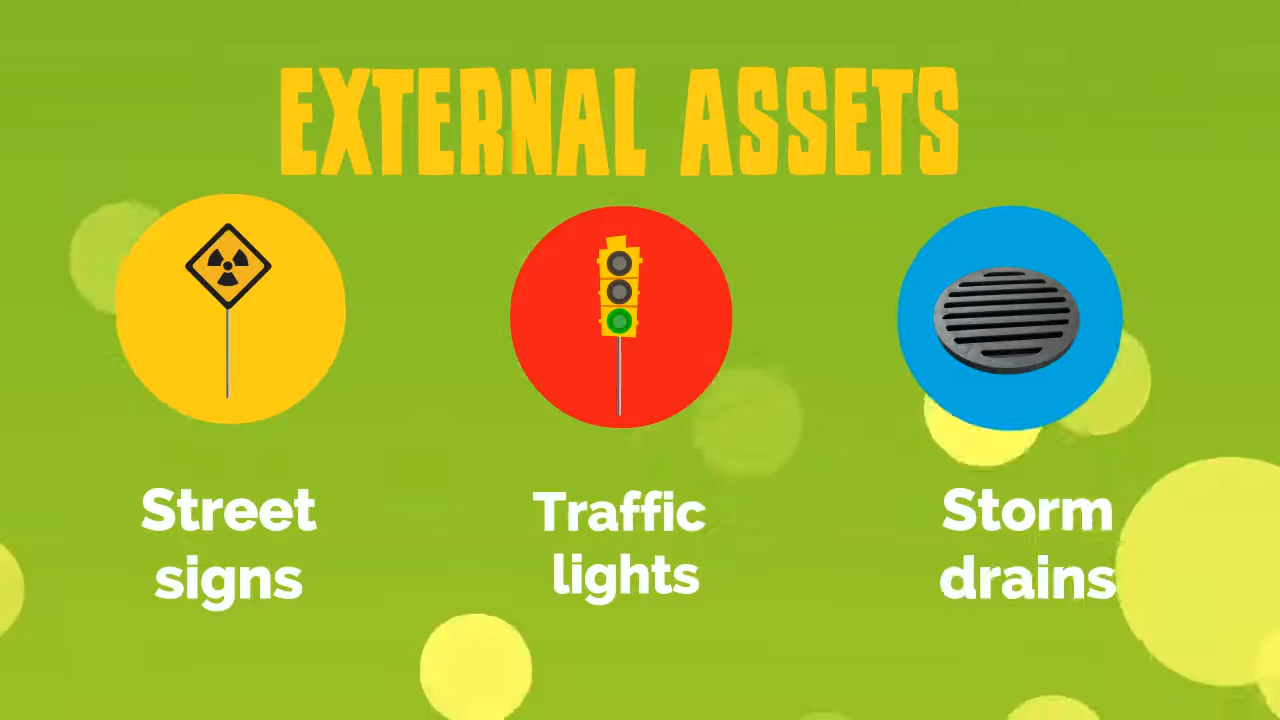 EXTERNAL ASSETS
Street
signs
Traffic
lights
Storm
drains